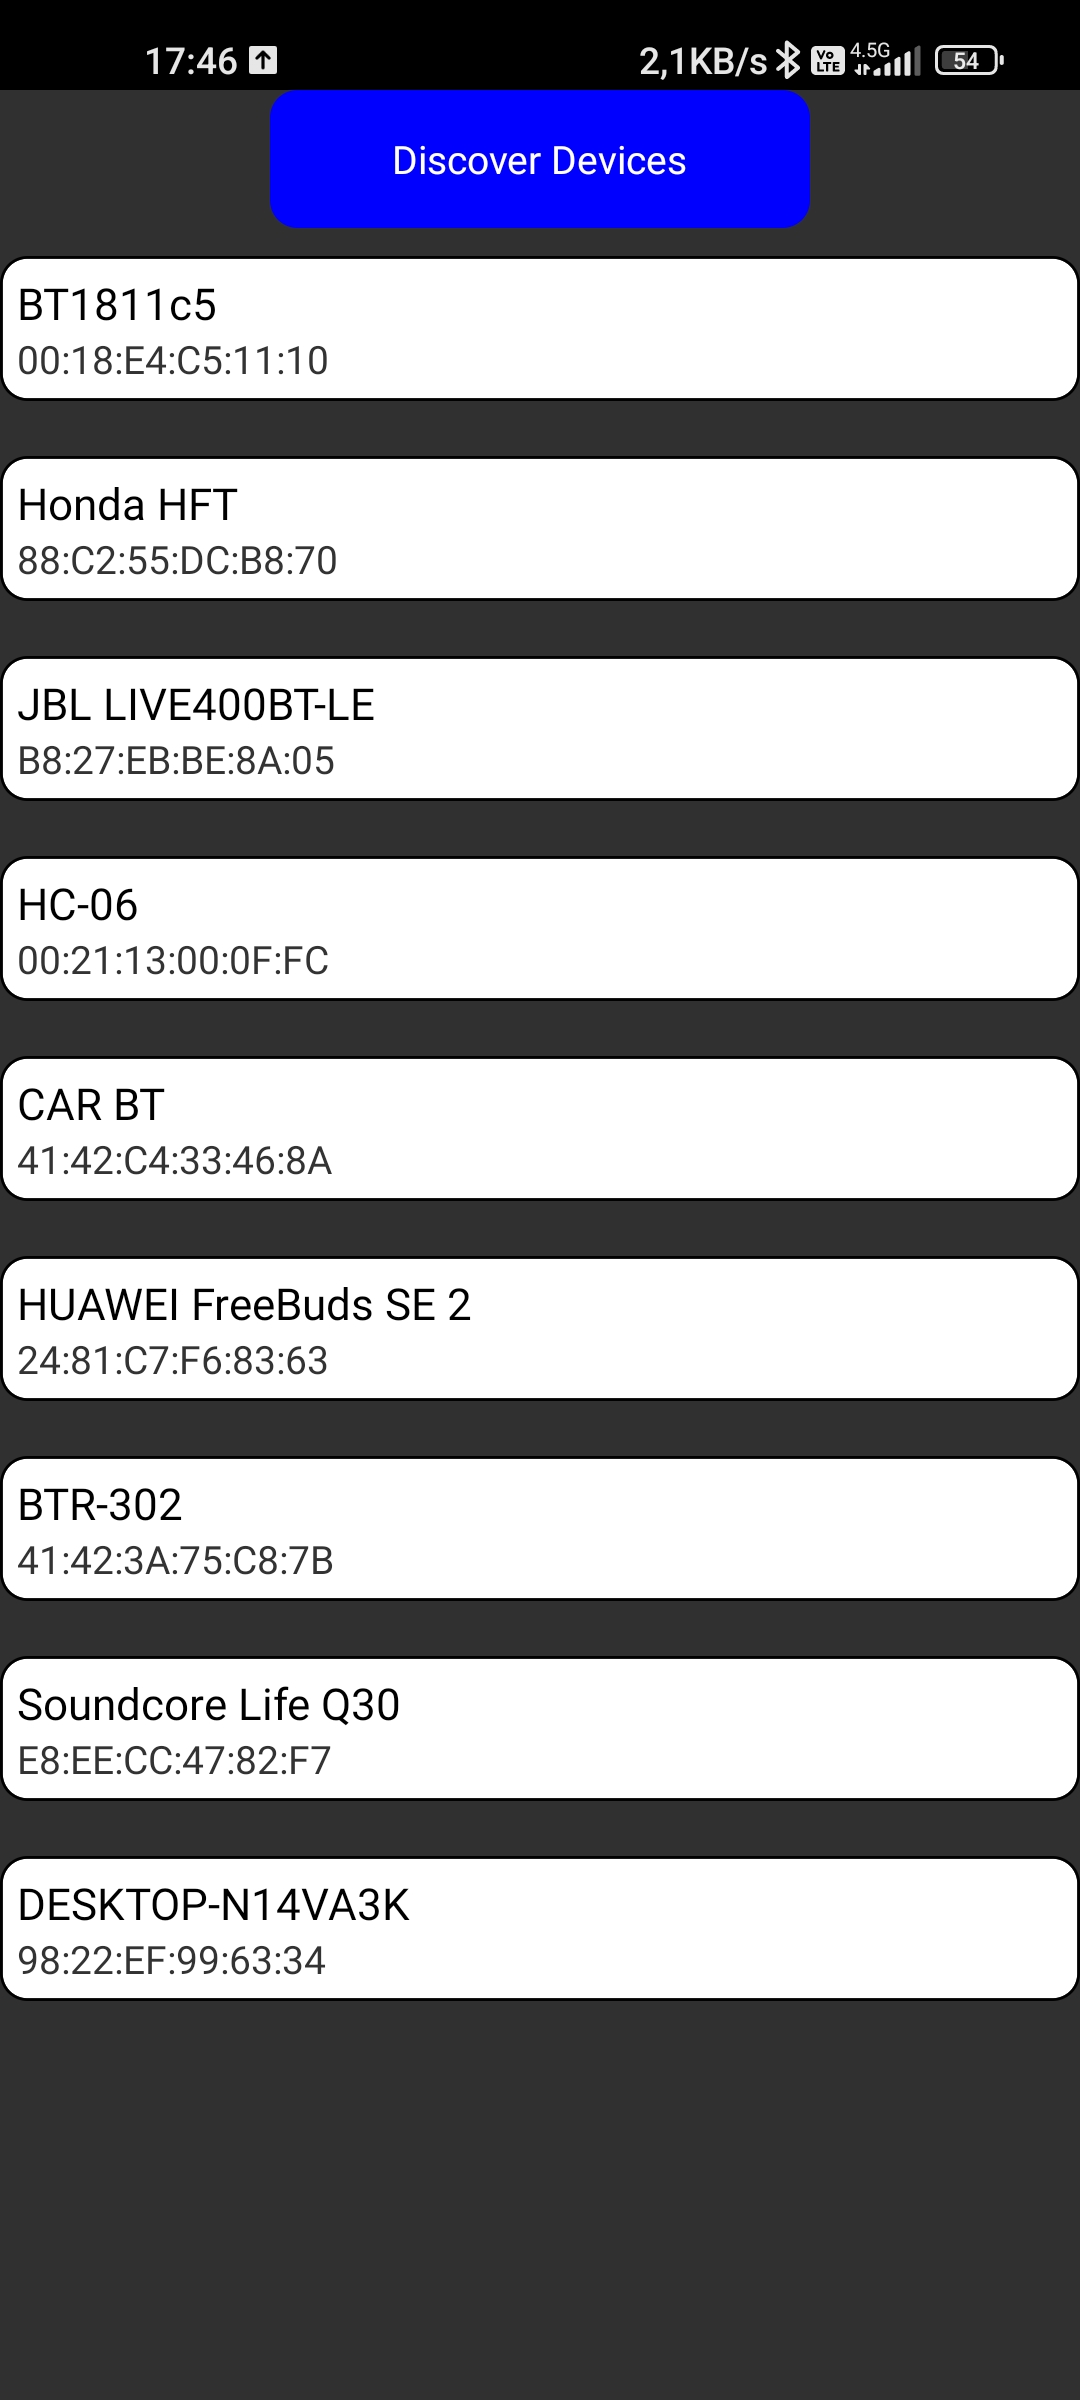 17:46 2,1KB/s Vo LTE 4.5G 54
Discover Devices
BT1811c5
00:18:E4:C5:11:10
Honda HFT
88:C2:55:DC:B8:70
JBL LIVE400BT-LE
B8:27:EB:BE:8A:05
HC-06
00:21:13:00:0F:FC
CAR BT
41:42:C4:33:46:8A
HUAWEI FreeBuds SE 2
24:81:C7:F6:83:63
BTR-302
41:42:3A:75:C8:7B
Soundcore Life Q30
E8:EE:CC:47:82:F7
DESKTOP-N14VA3K
98:22:EF:99:63:34